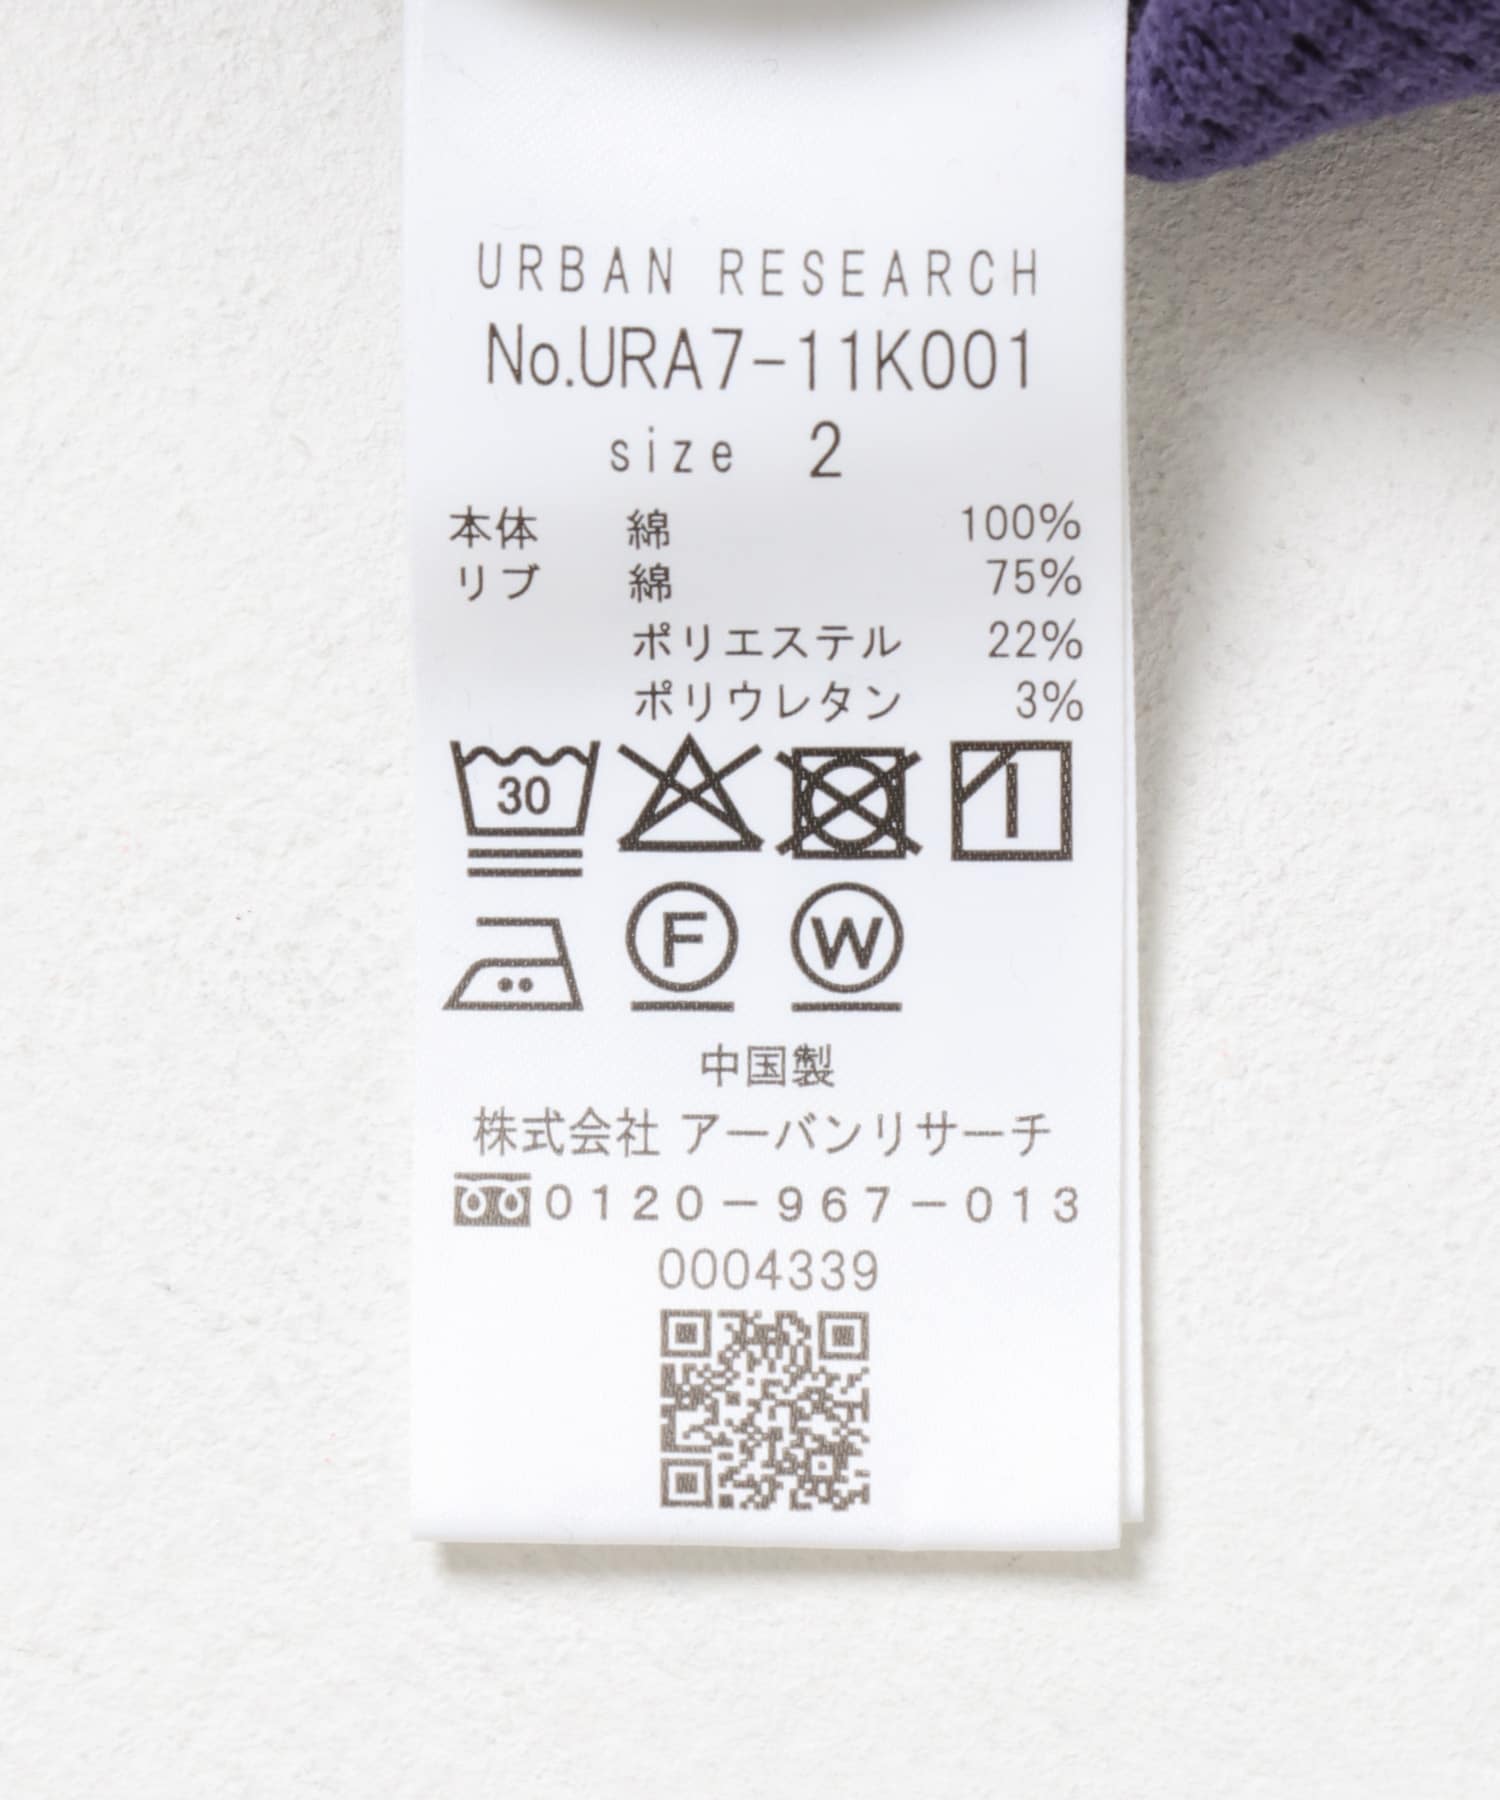 URBAN RESEARCH
No.URA7-11K001
size 2
本体 綿 100%
リブ 綿 75%
ポリエステル 22%
ポリウレタン 3%
30
F W
中国製
株式会社 アーバンリサーチ
0120-967-013
0004339